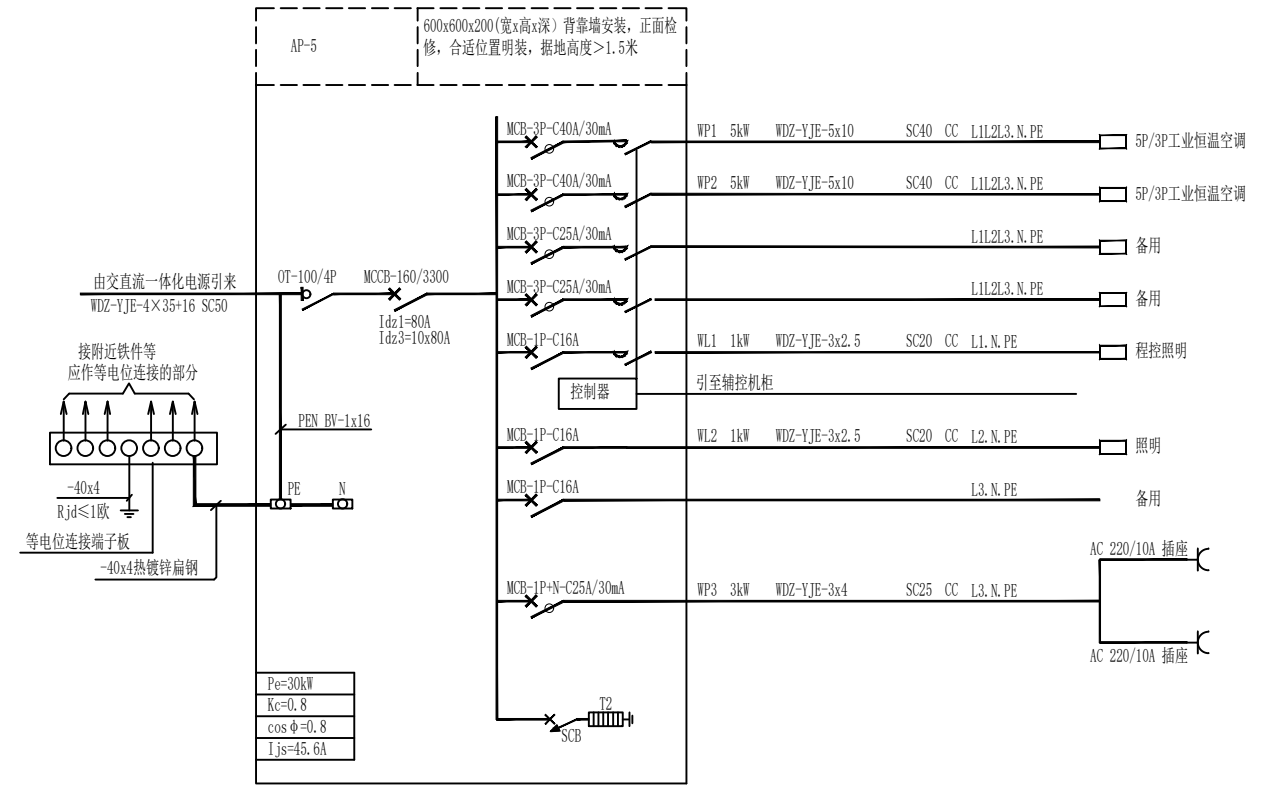 AP-5
600x600x200(宽x高x深）背靠墙安装，正面检
修，合适位置明装，据地高度＞1.5米
MCB-3P-C40A/30mA
WP1 5kW WDZ-YJE-5x10 SC40 CC L1L2L3.N.PE
5P/3P工业恒温空调
MCB-3P-C40A/30mA
WP2 5kW WDZ-YJE-5x10 SC40 CC L1L2L3.N.PE
5P/3P工业恒温空调
MCB-3P-C25A/30mA
L1L2L3.N.PE
备用
MCB-3P-C25A/30mA
L1L2L3.N.PE
备用
由交直流一体化电源引来
WDZ-YJE-4×35+16 SC50
OT-100/4P
MCCB-160/3300
Idz1=80A
Idz3=10x80A
MCB-1P-C16A
WL1 1kW WDZ-YJE-3x2.5 SC20 CC L1.N.PE
程控照明
控制器
引至辅控机柜
接附近铁件等
应作等电位连接的部分
PEN BV-1x16
MCB-1P-C16A
WL2 1kW WDZ-YJE-3x2.5 SC20 CC L2.N.PE
照明
MCB-1P-C16A
L3.N.PE
备用
-40x4
Rjd≤1欧
PE
N
等电位连接端子板
-40x4热镀锌扁钢
MCB-1P+N-C25A/30mA
WP3 3kW WDZ-YJE-3x4 SC25 CC L3.N.PE
AC 220/10A 插座
AC 220/10A 插座
Pe=30kW
Kc=0.8
cosφ=0.8
Ijs=45.6A
T2
SCB